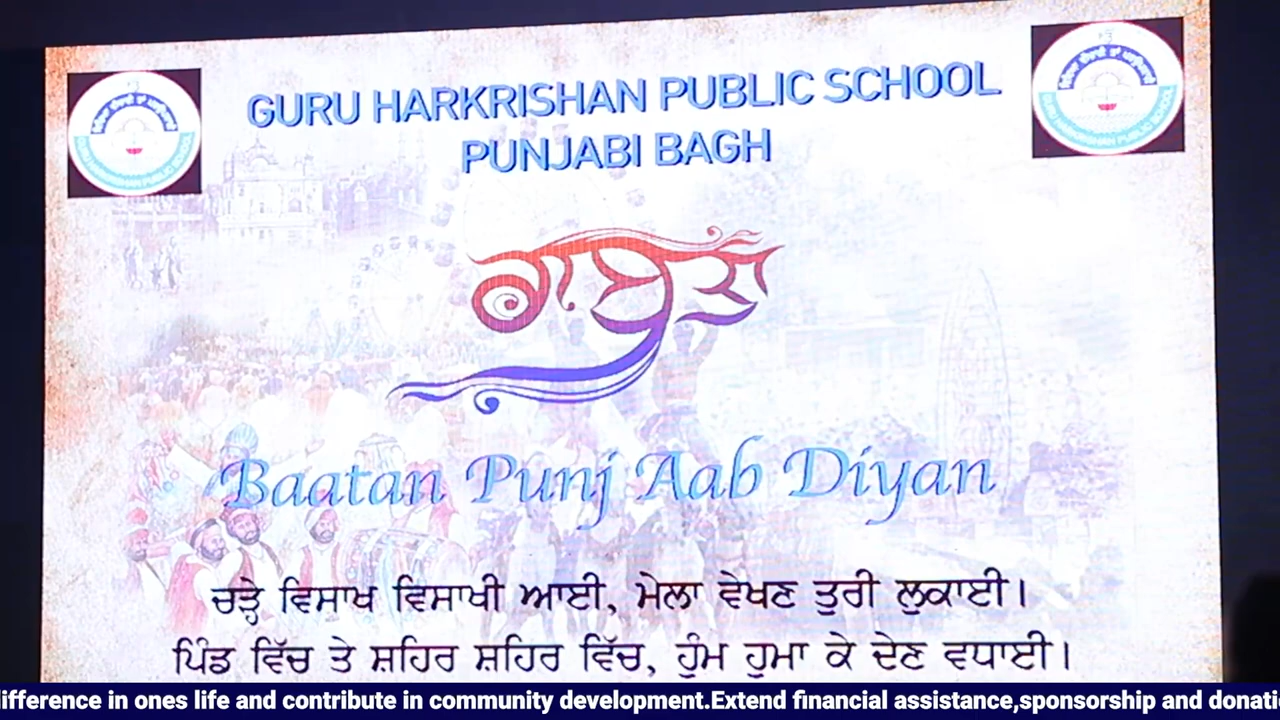 GURU HARKRISHAN PUBLIC SCHOOL
PUNJABI BAGH
Baatan Punj Aab Diyan
ਚੜ੍ਹੇ ਵਿਸਾਖ ਵਿਸਾਖੀ ਆਈ, ਮੇਲਾ ਵੇਖਣ ਤੁਰੀ ਲੁਕਾਈ।
ਪਿੰਡ ਵਿੱਚ ਤੇ ਸ਼ਹਿਰ ਸ਼ਹਿਰ ਵਿੱਚ, ਹੁੰਮ ਹੁਮਾ ਕੇ ਦੇਣ ਵਧਾਈ।
difference in ones life and contribute in community development.Extend financial assistance,sponsorship and donati